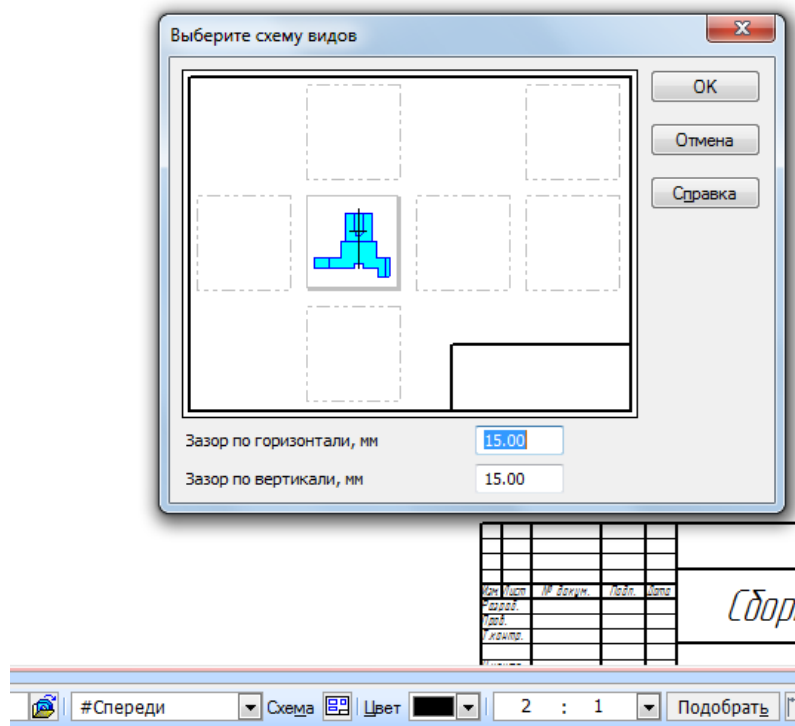 Выберите схему видов
OK
Отмена
Справка
Зазор по горизонтали, мм 15.00
Зазор по вертикали, мм 15.00
Изм Лист № докум. Подп. Дата
Разраб.
Пров.
Т.контр.
Сбор
#Спереди Схема Цвет 2 : 1 Подобрать